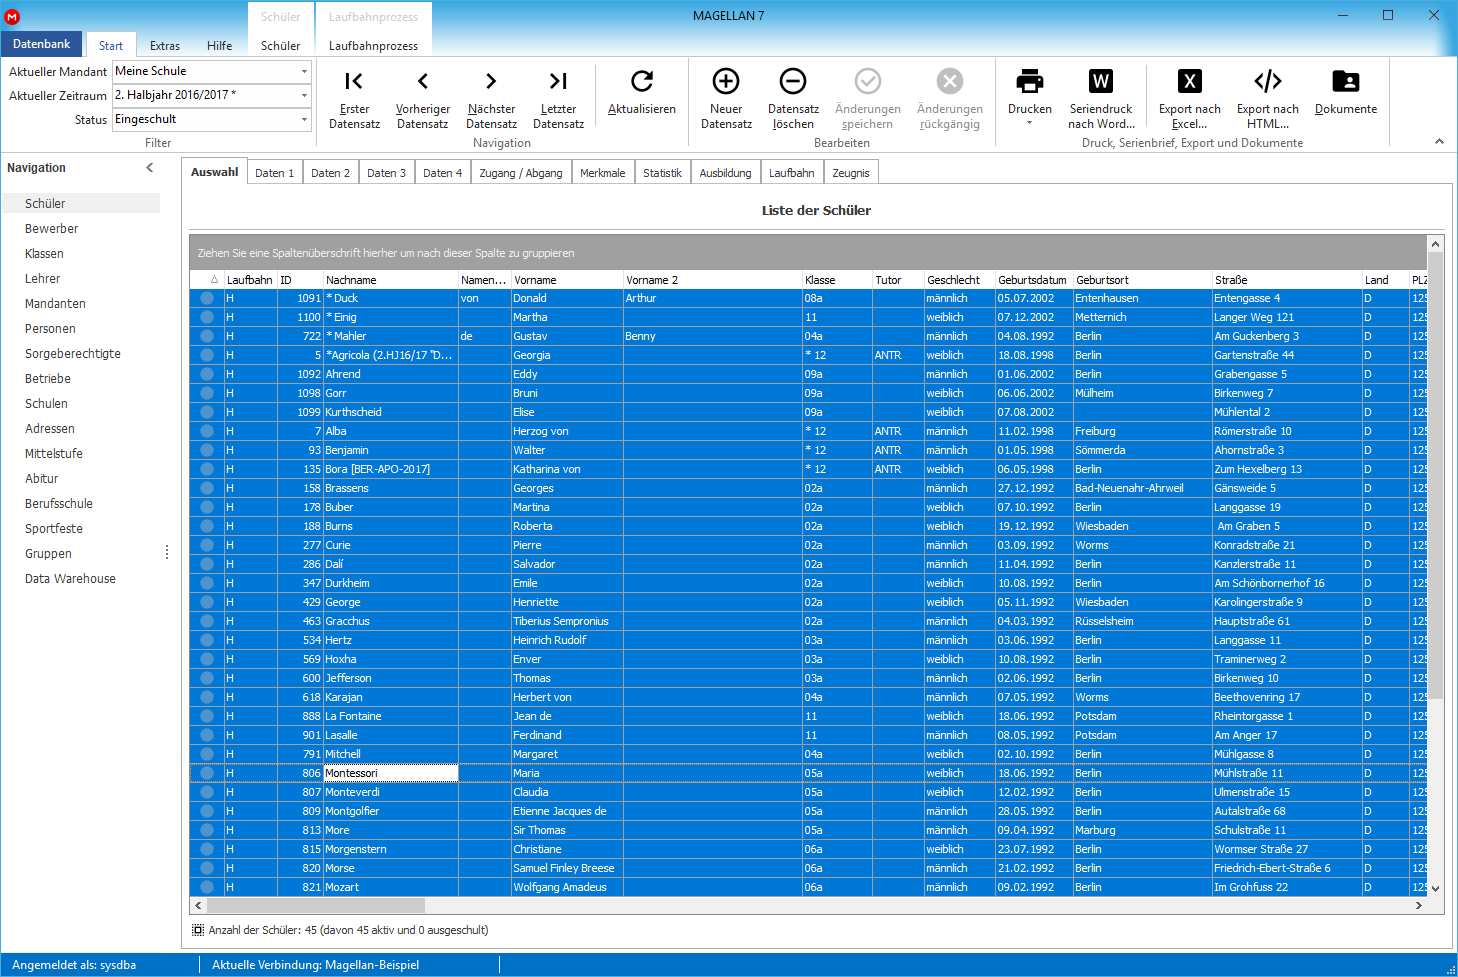 M
MAGELLAN 7
Schüler Laufbahnprozess
Datenbank Start Extras Hilfe Schüler Laufbahnprozess
Aktueller Mandant Meine Schule
Aktueller Zeitraum 2. Halbjahr 2016/2017 *
Status Eingeschult
Filter
Erster Datensatz
Vorheriger Datensatz
Nächster Datensatz
Letzter Datensatz
Aktualisieren
Navigation
Neuer Datensatz
Datensatz löschen
Änderungen speichern
Änderungen rückgängig
Bearbeiten
Drucken
Seriendruck nach Word...
Export nach Excel...
Export nach HTML...
Dokumente
Druck, Serienbrief, Export und Dokumente
Navigation
Schüler
Bewerber
Klassen
Lehrer
Mandanten
Personen
Sorgeberechtigte
Betriebe
Schulen
Adressen
Mittelstufe
Abitur
Berufsschule
Sportfeste
Gruppen
Data Warehouse
Auswahl Daten 1 Daten 2 Daten 3 Daten 4 Zugang / Abgang Merkmale Statistik Ausbildung Laufbahn Zeugnis
Liste der Schüler
Ziehen Sie eine Spaltenüberschrift hierher um nach dieser Spalte zu gruppieren
Laufbahn ID Nachname Namen... Vorname Vorname 2 Klasse Tutor Geschlecht Geburtsdatum Geburtsort Straße Land PLZ
H 1091 * Duck von Donald Arthur 08a männlich 05.07.2002 Entenhausen Entengasse 4 D 125
H 1100 * Einig Martha 11 weiblich 07.12.2002 Metternich Langer Weg 121 D 125
H 722 * Mahler de Gustav Benny 04a männlich 04.08.1992 Berlin Am Guckenberg 3 D 125
H 5 *Agricola (2.HJ16/17 "D... Georgia * 12 ANTR weiblich 18.08.1998 Berlin Gartenstraße 44 D 125
H 1092 Ahrend Eddy 09a männlich 01.06.2002 Berlin Grabengasse 5 D 125
H 1098 Gorr Bruni 09a weiblich 06.06.2002 Mülheim Birkenweg 7 D 125
H 1099 Kurthscheid Elise 09a weiblich 07.08.2002 Mühlental 2 D 125
H 7 Alba Herzog von * 12 ANTR männlich 11.02.1998 Freiburg Römerstraße 10 D 125
H 93 Benjamin Walter * 12 ANTR männlich 01.05.1998 Sömmerda Ahornstraße 3 D 125
H 135 Bora [BER-APO-2017] Katharina von * 12 ANTR weiblich 06.05.1998 Berlin Zum Hexelberg 13 D 125
H 158 Brassens Georges 02a männlich 27.12.1992 Bad-Neuenahr-Ahrweil Gänsweide 5 D 125
H 178 Buber Martina 02a weiblich 07.10.1992 Berlin Langgasse 19 D 125
H 188 Burns Roberta 02a weiblich 19.12.1992 Wiesbaden Am Graben 5 D 125
H 277 Curie Pierre 02a männlich 03.09.1992 Worms Konradstraße 21 D 125
H 286 Dalí Salvador 02a männlich 11.04.1992 Berlin Kanzlerstraße 11 D 125
H 347 Durkheim Emile 02a weiblich 10.08.1992 Berlin Am Schönbornerhof 16 D 125
H 429 George Henriette 02a weiblich 05.11.1992 Wiesbaden Karolingerstraße 9 D 125
H 463 Gracchus Tiberius Sempronius 02a männlich 04.03.1992 Rüsselsheim Hauptstraße 61 D 125
H 534 Hertz Heinrich Rudolf 03a männlich 03.06.1992 Berlin Langgasse 11 D 125
H 569 Hoxha Enver 03a weiblich 10.08.1992 Berlin Traminerweg 2 D 125
H 600 Jefferson Thomas 03a männlich 02.06.1992 Berlin Birkenweg 10 D 125
H 618 Karajan Herbert von 04a männlich 07.05.1992 Worms Beethovenring 17 D 125
H 888 La Fontaine Jean de 11 weiblich 18.06.1992 Potsdam Rheintorgasse 1 D 125
H 901 Lasalle Ferdinand 11 männlich 08.05.1992 Potsdam Am Anger 17 D 125
H 791 Mitchell Margaret 04a weiblich 02.10.1992 Berlin Mühlgasse 8 D 125
H 806 Montessori Maria 05a weiblich 18.06.1992 Berlin Mühlstraße 11 D 125
H 807 Monteverdi Claudia 05a weiblich 12.02.1992 Berlin Ulmenstraße 15 D 125
H 809 Montgolfier Etienne Jacques de 05a männlich 28.05.1992 Berlin Autalstraße 68 D 125
H 813 More Sir Thomas 05a männlich 09.04.1992 Marburg Schulstraße 11 D 125
H 815 Morgenstern Christiane 06a weiblich 23.07.1992 Berlin Wormser Straße 27 D 125
H 820 Morse Samuel Finley Breese 06a männlich 21.02.1992 Berlin Friedrich-Ebert-Straße 6 D 125
H 821 Mozart Wolfgang Amadeus 06a männlich 09.02.1992 Berlin Im Grohfuss 22 D 125
Anzahl der Schüler: 45 (davon 45 aktiv und 0 ausgeschult)
Angemeldet als: sysdba Aktuelle Verbindung: Magellan-Beispiel